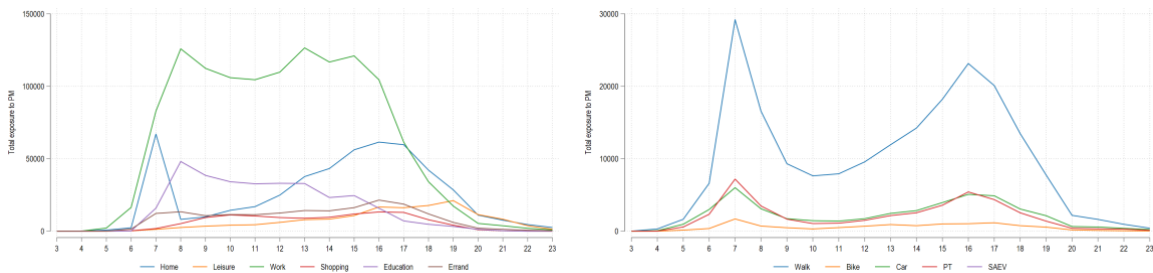 150000
100000
50000
0
Total exposure to PM
3 4 5 6 7 8 9 10 11 12 13 14 15 16 17 18 19 20 21 22 23
Home Leisure Work Shopping Education Errand
30000
20000
10000
0
Total exposure to PM
3 4 5 6 7 8 9 10 11 12 13 14 15 16 17 18 19 20 21 22 23
Walk Bike Car PT SAEV